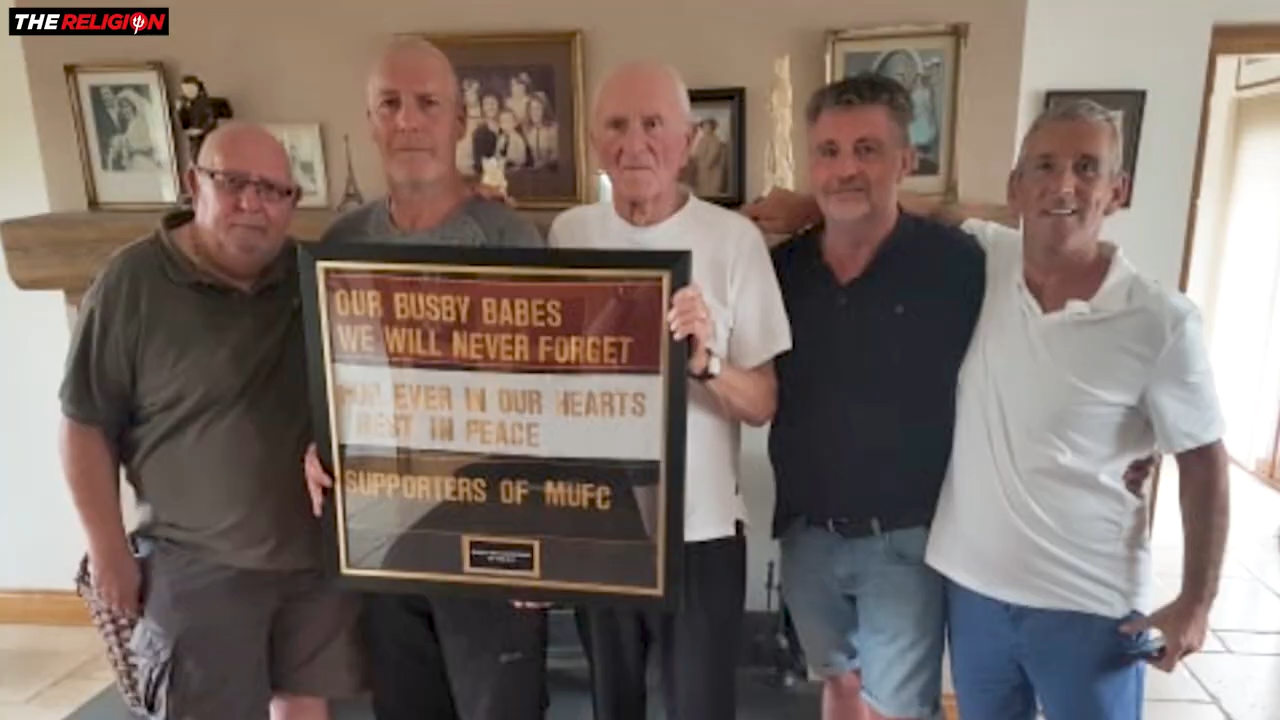 THE RELIGION
OUR BUSBY BABES
WE WILL NEVER FORGET
EVER IN OUR HEARTS
REST IN PEACE
SUPPORTERS OF MUFC